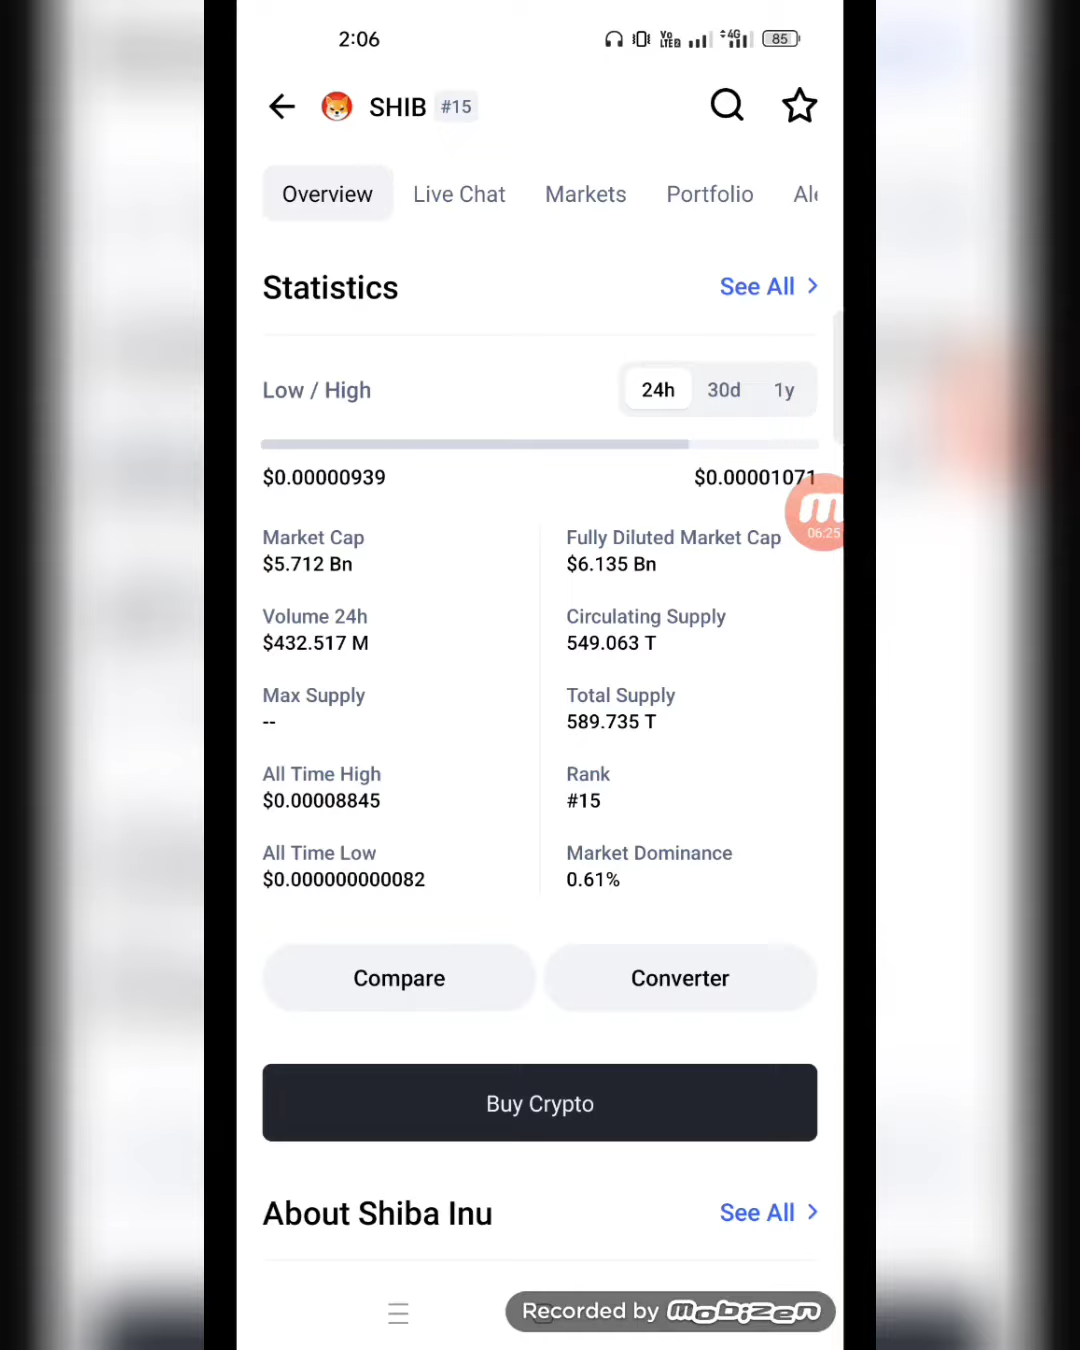 2:06
Vo
LTE2
4G
85
SHIB #15
Overview Live Chat Markets Portfolio
Statistics See All >
Low / High 24h 30d 1y
$0.00000939 $0.00001071
m
06:25
Market Cap Fully Diluted Market Cap
$5.712 Bn $6.135 Bn
Volume 24h Circulating Supply
$432.517 M 549.063 T
Max Supply Total Supply
-- 589.735 T
All Time High Rank
$0.00008845 #15
All Time Low Market Dominance
$0.000000000082 0.61%
Compare Converter
Buy Crypto
About Shiba Inu See All >
Recorded by mobizen